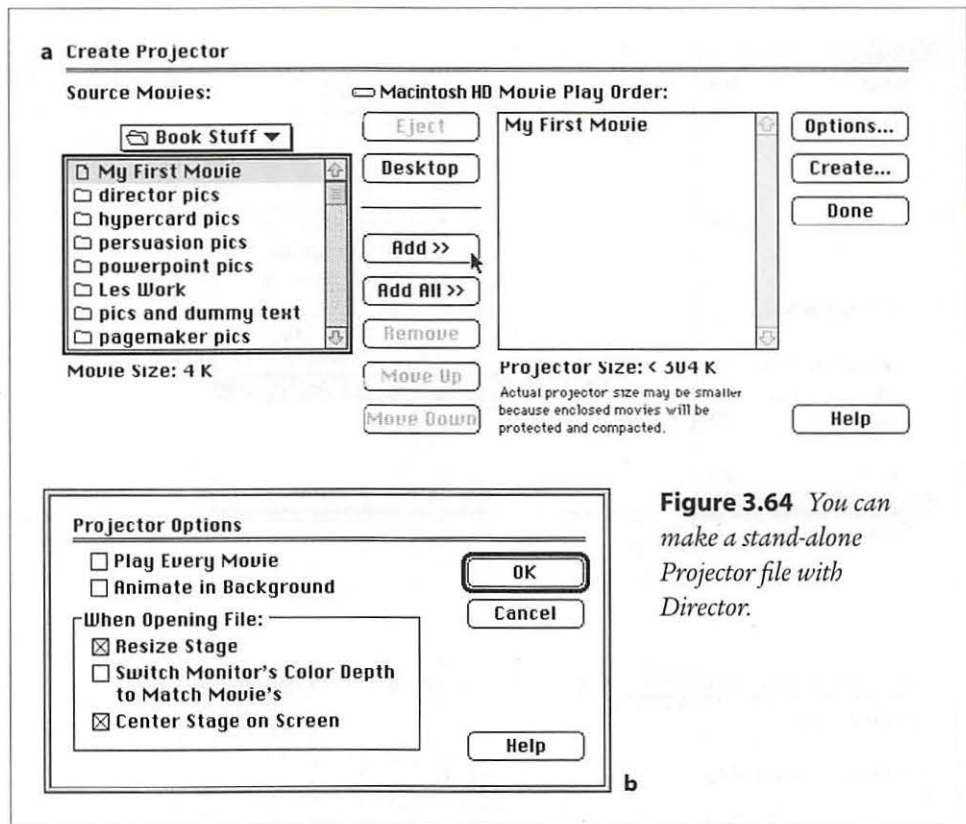 a Create Projector
Source Movies:
Macintosh HD
Movie Play Order:
Book Stuff
My First Movie
director pics
hypercard pics
persuasion pics
powerpoint pics
Les Work
pics and dummy text
pagemaker pics
Movie Size: 4 K
Eject
Desktop
Add >>
Add All >>
Remove
Move Up
Move Down
My First Movie
Projector Size: < 304 K
Actual projector size may be smaller
because enclosed movies will be
protected and compacted.
Options...
Create...
Done
Help
Projector Options
Play Every Movie
Animate in Background
When Opening File:
Resize Stage
Switch Monitor's Color Depth
to Match Movie's
Center Stage on Screen
OK
Cancel
Help
b
Figure 3.64 You can
make a stand-alone
Projector file with
Director.